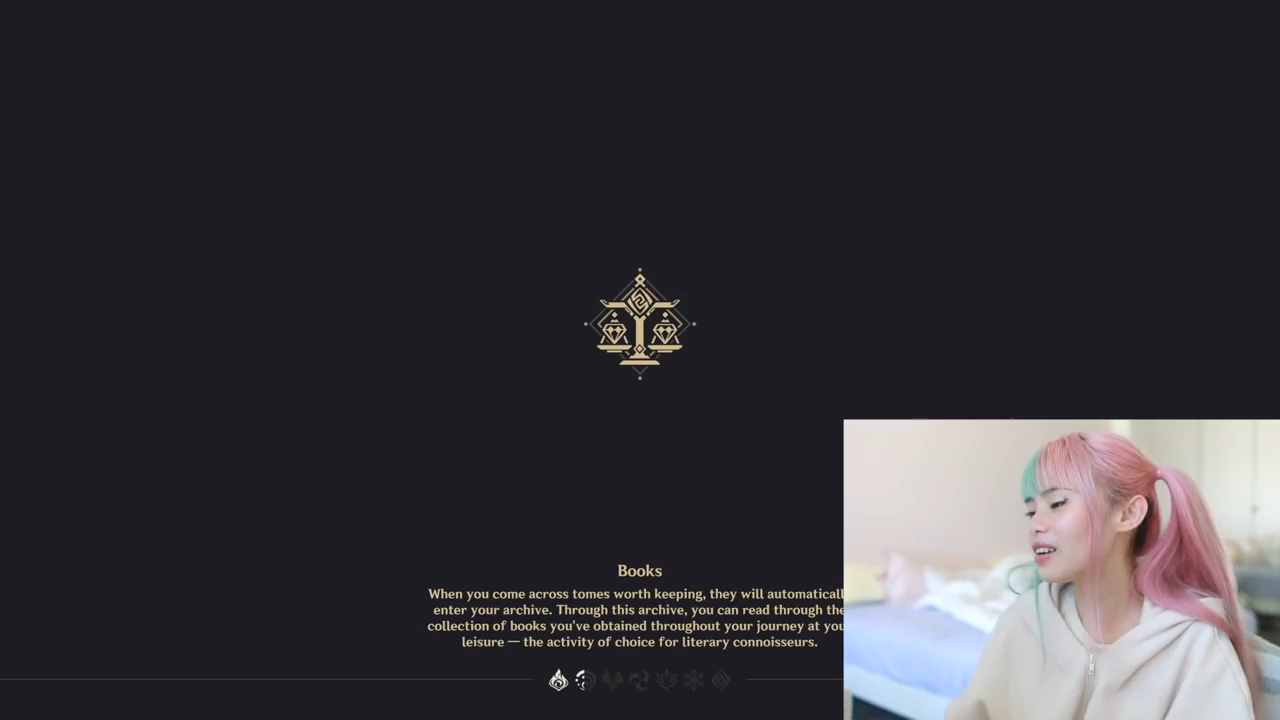 Books
When you come across tomes worth keeping, they will automaticall
enter your archive. Through this archive, you can read through the
collection of books you've obtained throughout your journey at you
leisure — the activity of choice for literary connoisseurs.